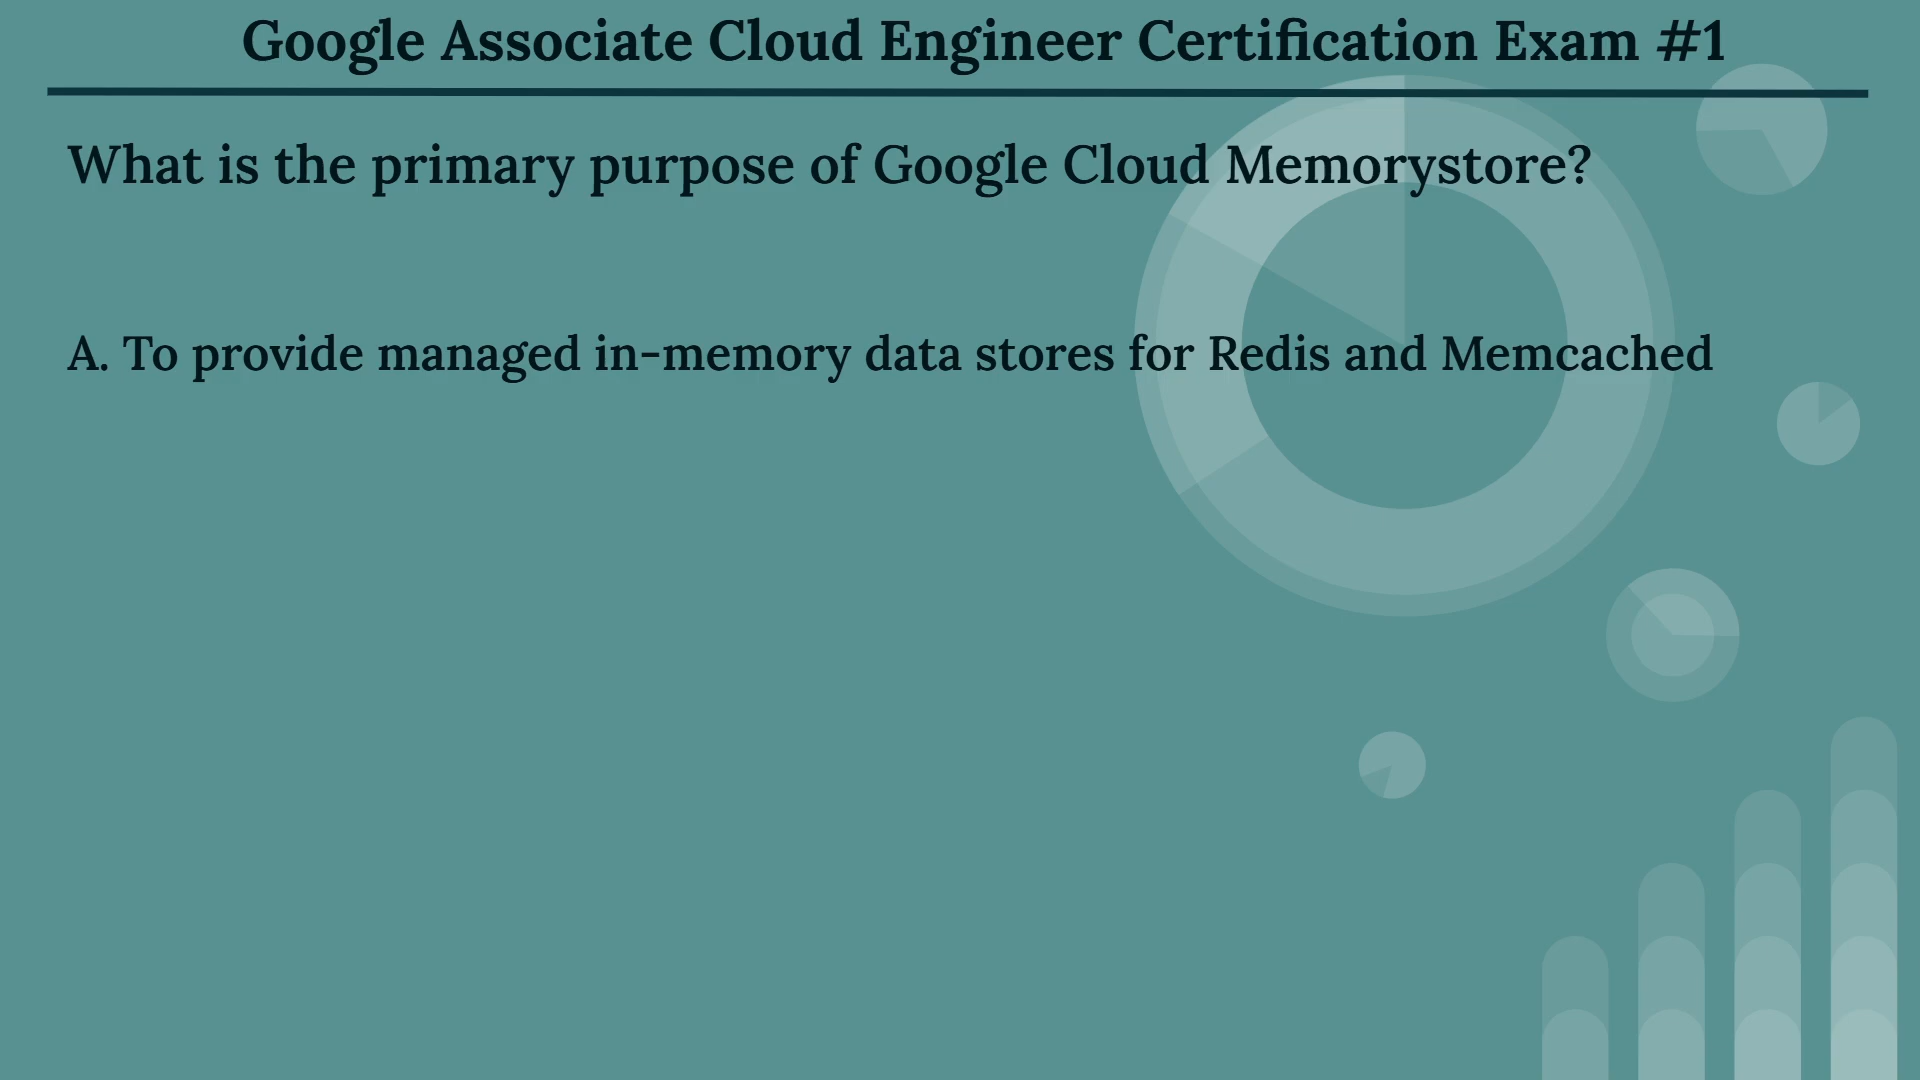 Google Associate Cloud Engineer Certification Exam #1
What is the primary purpose of Google Cloud Memorystore?
A. To provide managed in-memory data stores for Redis and Memcached